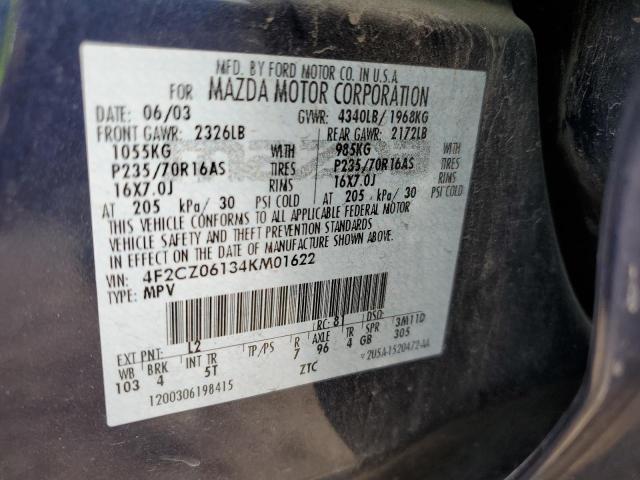 MFD. BY FORD MOTOR CO. IN U.S.A.
FOR MAZDA MOTOR CORPORATION
DATE: 06/03 GVWR: 4340LB/ 1968KG
FRONT GAWR: 2326LB REAR GAWR: 2172LB
1055KG WITH 985KG WITH
P235/70R16AS TIRES P235/70R16AS TIRES
16X7.0J RIMS 16X7.0J RIMS
AT 205 kPa/ 30 PSI COLD AT 205 kPa/ 30 PSI COLD
THIS VEHICLE CONFORMS TO ALL APPLICABLE FEDERAL MOTOR
VEHICLE SAFETY AND THEFT PREVENTION STANDARDS
IN EFFECT ON THE DATE OF MANUFACTURE SHOWN ABOVE.
VIN: 4F2CZ06134KM01622
TYPE: MPV
EXT PNT: L2 RC: 81 DSO: 3M11D
WB BRK INT TR TP/PS R AXLE TR SPR
103 4 5T 7 96 4 GB 305
ZTC
1200306198415